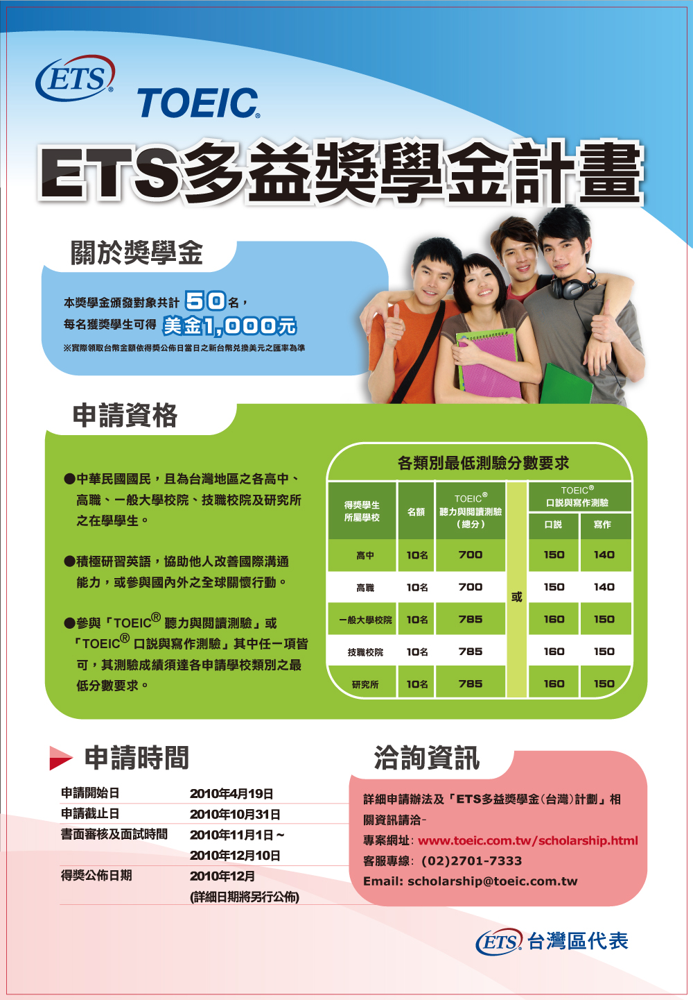 ETS®
TOEIC®
ETS多益獎學金計畫
關於獎學金
本獎學金頒發對象共計 50名，
每名獲獎學生可得 美金1,000元
※實際領取台幣金額依得獎公佈日當日之新台幣兌換美元之匯率為準
申請資格
●中華民國國民，且為台灣地區之各高中、
高職、一般大學校院、技職校院及研究所
之在學學生。
●積極研習英語，協助他人改善國際溝通
能力，或參與國內外之全球關懷行動。
●參與「TOEIC® 聽力與閱讀測驗」或
「TOEIC® 口說與寫作測驗」其中任一項皆
可，其測驗成績須達各申請學校類別之最
低分數要求。
各類別最低測驗分數要求
得獎學生
所屬學校
名額
TOEIC®
聽力與閱讀測驗
(總分)
TOEIC®
口說與寫作測驗
口說 寫作
高中 10名 700 150 140
高職 10名 700 150 140
或
一般大學校院 10名 785 160 150
技職校院 10名 785 160 150
研究所 10名 785 160 150
申請時間
申請開始日 2010年4月19日
申請截止日 2010年10月31日
書面審核及面試時間 2010年11月1日~
2010年12月10日
得獎公佈日期 2010年12月
(詳細日期將另行公佈)
洽詢資訊
詳細申請辦法及「ETS多益獎學金(台灣)計劃」相
關資訊請洽-
專案網址: www.toeic.com.tw/scholarship.html
客服專線: (02)2701-7333
Email: scholarship@toeic.com.tw
ETS® 台灣區代表